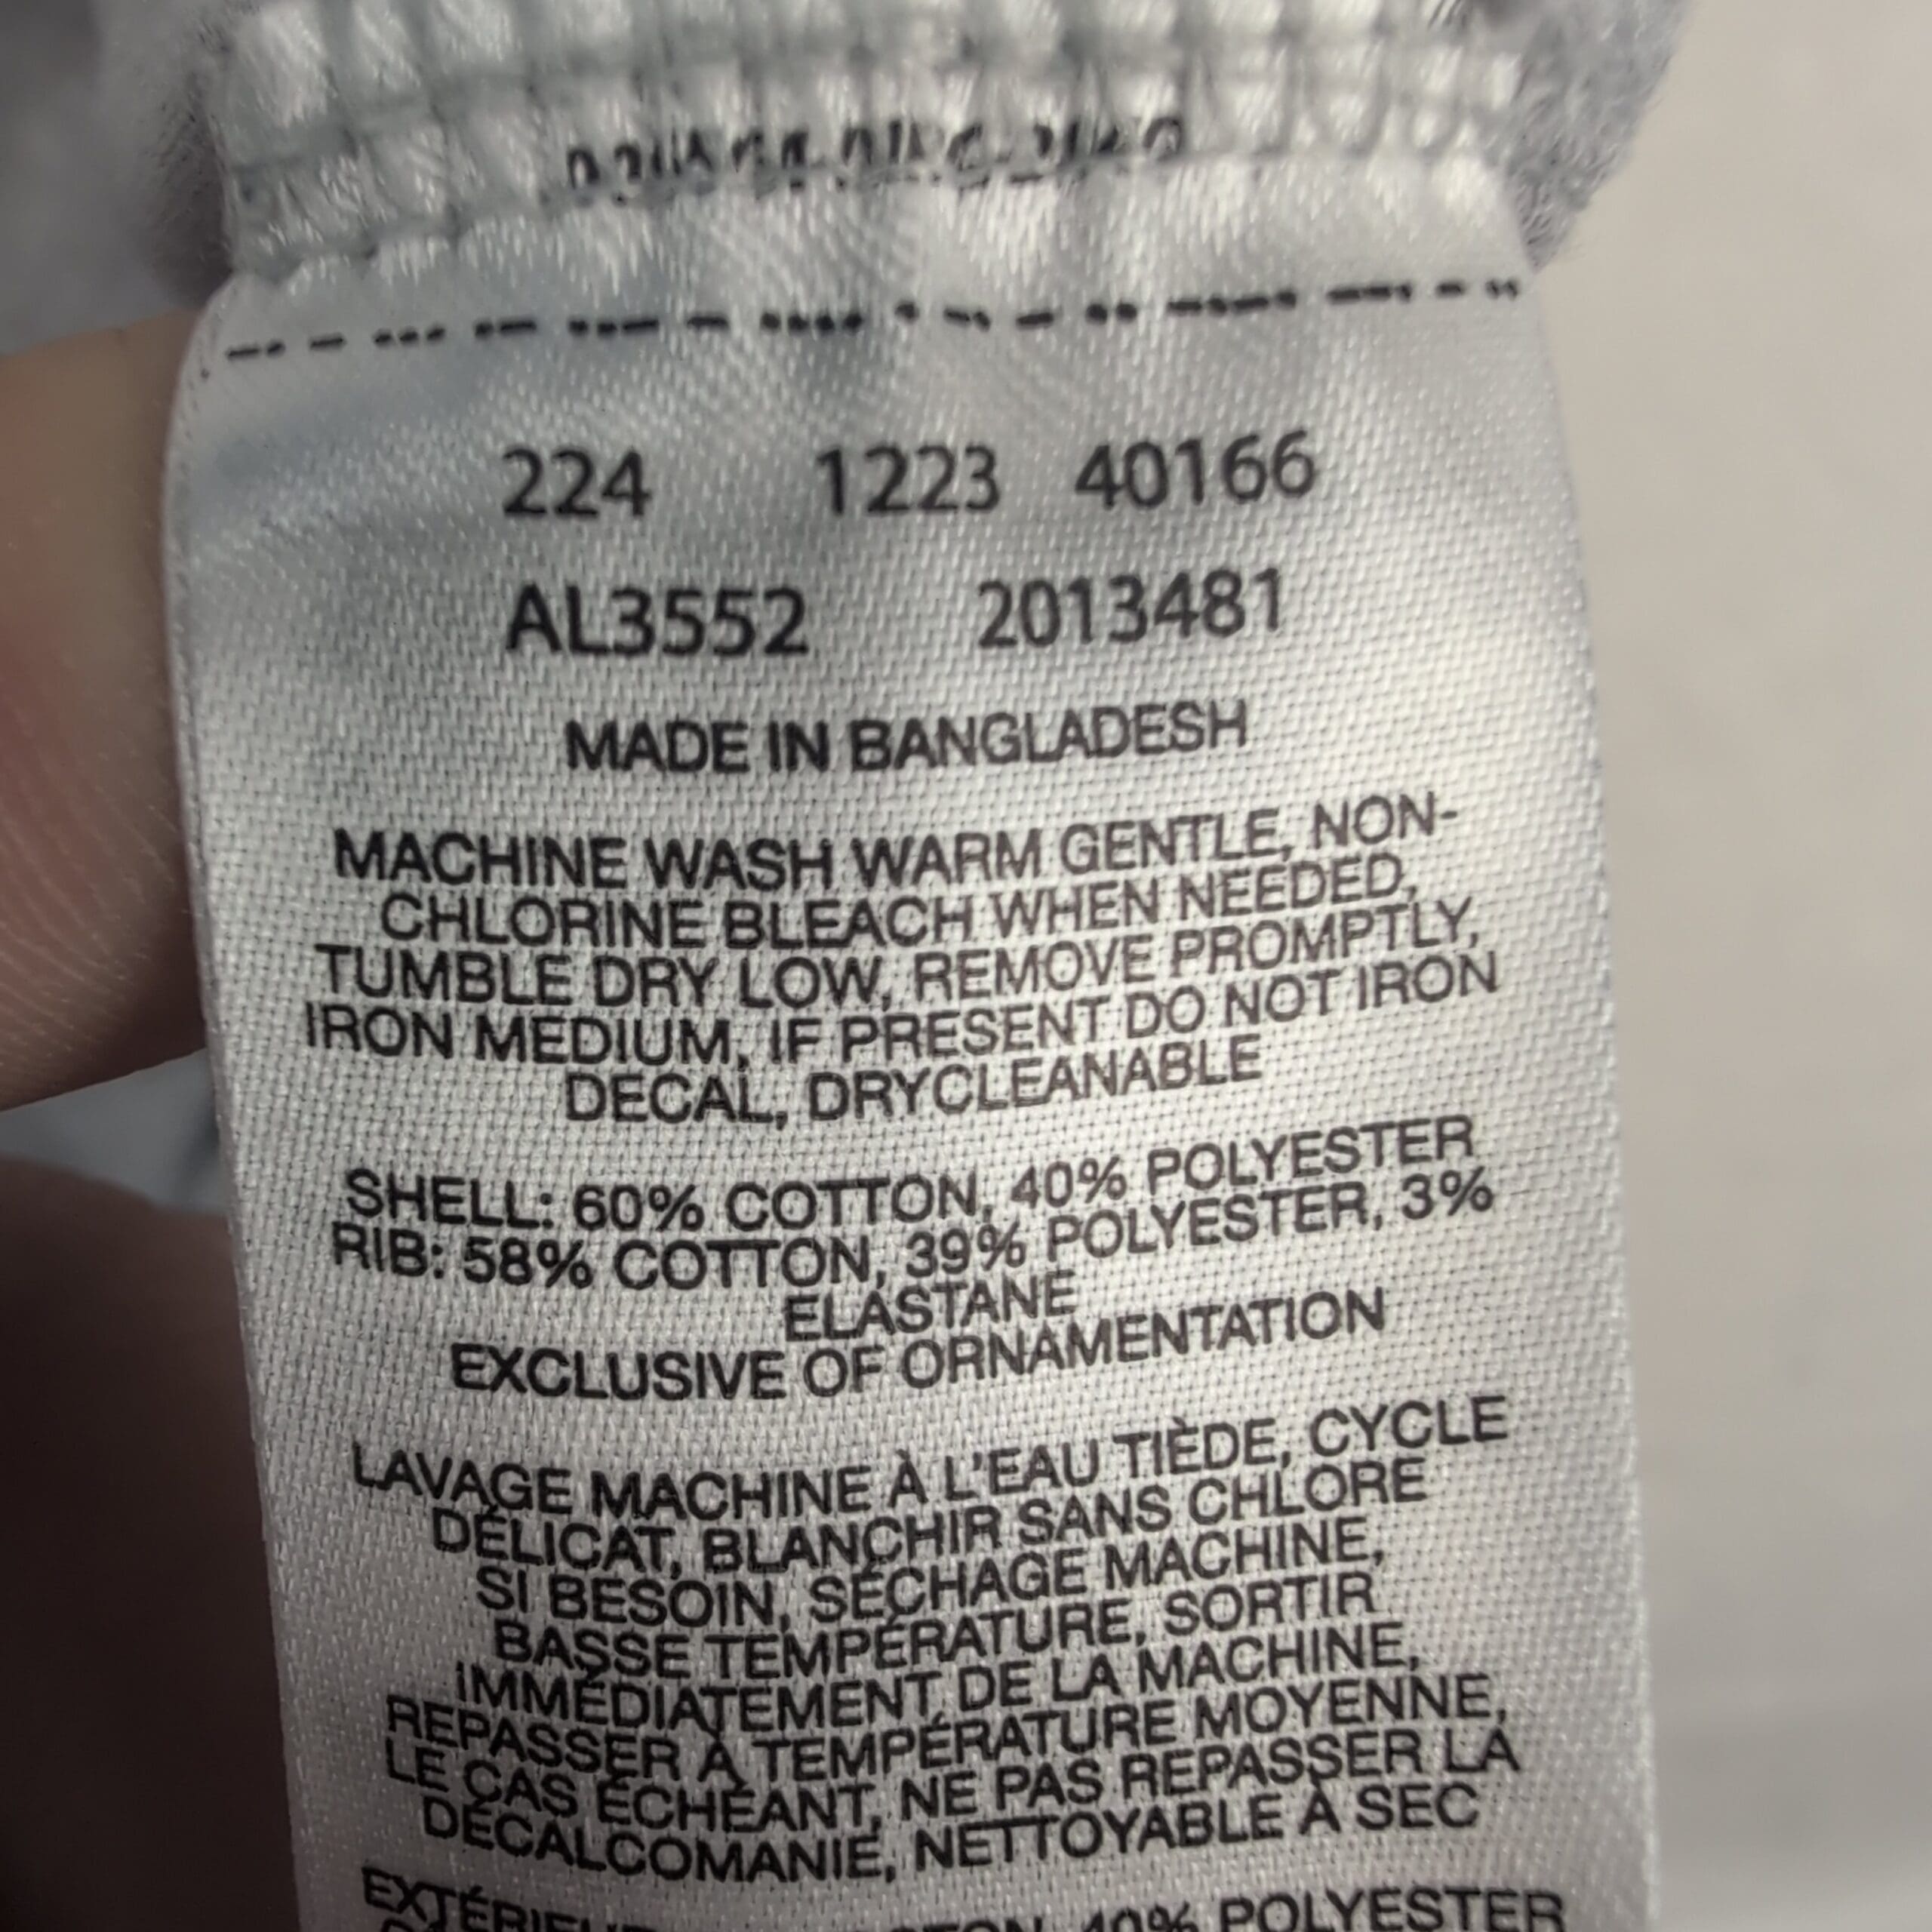 224 1223 40166
AL3552 2013481
MADE IN BANGLADESH
MACHINE WASH WARM GENTLE, NON-
CHLORINE BLEACH WHEN NEEDED,
TUMBLE DRY LOW, REMOVE PROMPTLY,
IRON MEDIUM, IF PRESENT DO NOT IRON
DECAL, DRYCLEANABLE
SHELL: 60% COTTON, 40% POLYESTER
RIB: 58% COTTON, 39% POLYESTER, 3%
ELASTANE
EXCLUSIVE OF ORNAMENTATION
LAVAGE MACHINE À L'EAU TIÈDE, CYCLE
DÉLICAT, BLANCHIR SANS CHLORE
SI BESOIN, SÉCHAGE MACHINE,
BASSE TEMPÉRATURE, SORTIR
IMMÉDIATEMENT DE LA MACHINE,
REPASSER À TEMPÉRATURE MOYENNE,
LE CAS ÉCHÉANT, NE PAS REPASSER LA
DÉCALCOMANIE, NETTOYABLE À SEC
40% POLYESTER